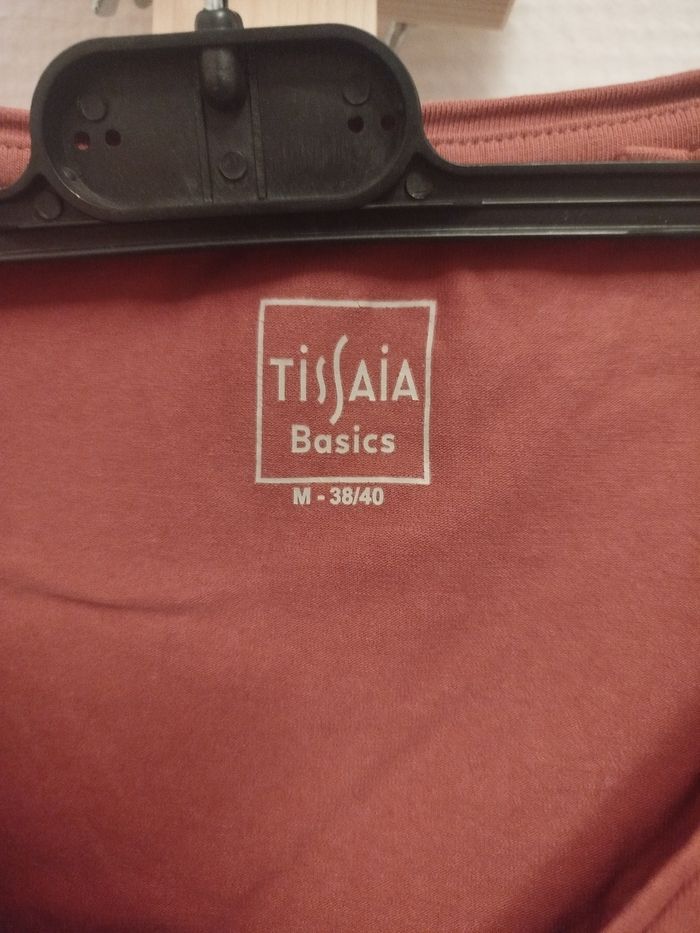 TiSSAiA
Basics
M - 38/40